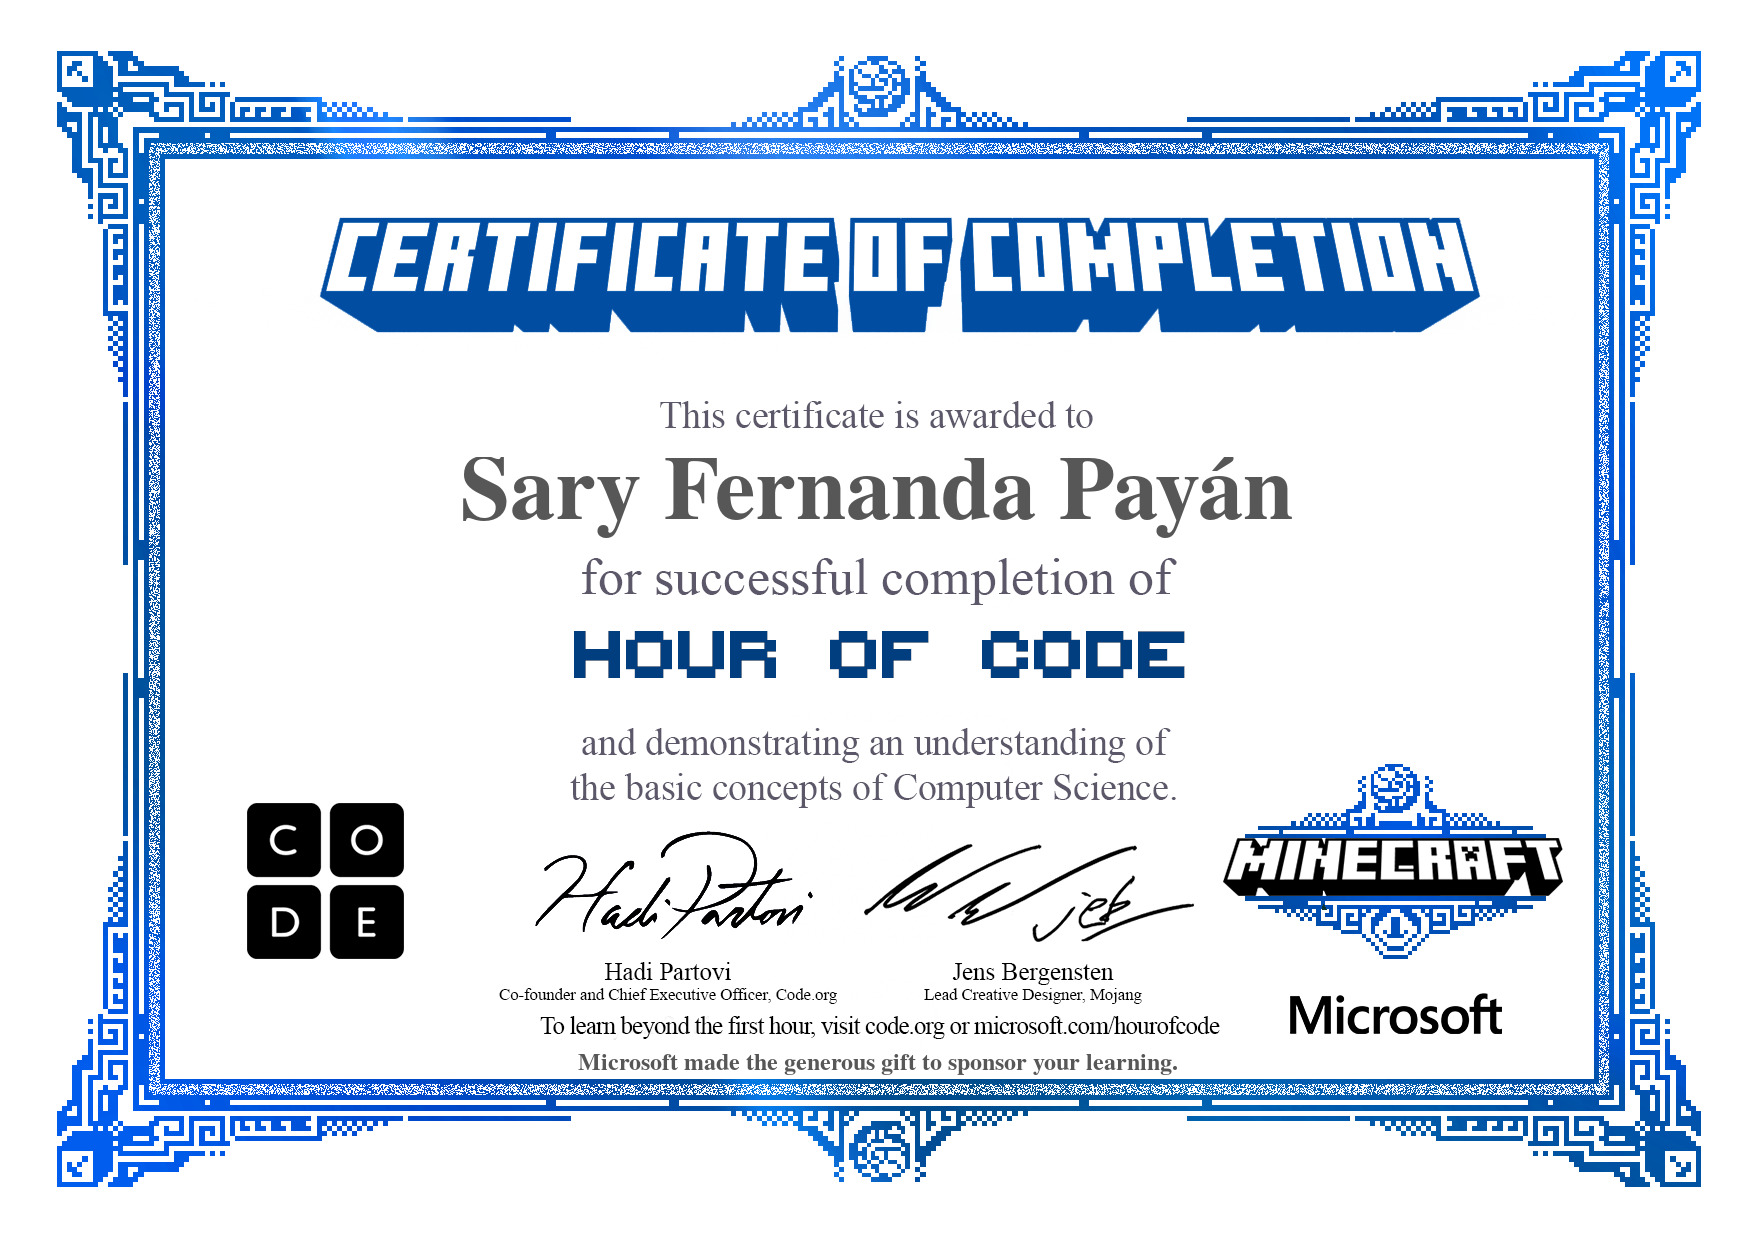 CERTIFICATE OF COMPLETION
This certificate is awarded to
Sary Fernanda Payán
for successful completion of
HOUR OF CODE
and demonstrating an understanding of
the basic concepts of Computer Science.
C O
D E
Hadi Partovi
jeb
MINECRAFT
Hadi Partovi
Co-founder and Chief Executive Officer, Code.org
Jens Bergensten
Lead Creative Designer, Mojang
To learn beyond the first hour, visit code.org or microsoft.com/hourofcode
Microsoft
Microsoft made the generous gift to sponsor your learning.